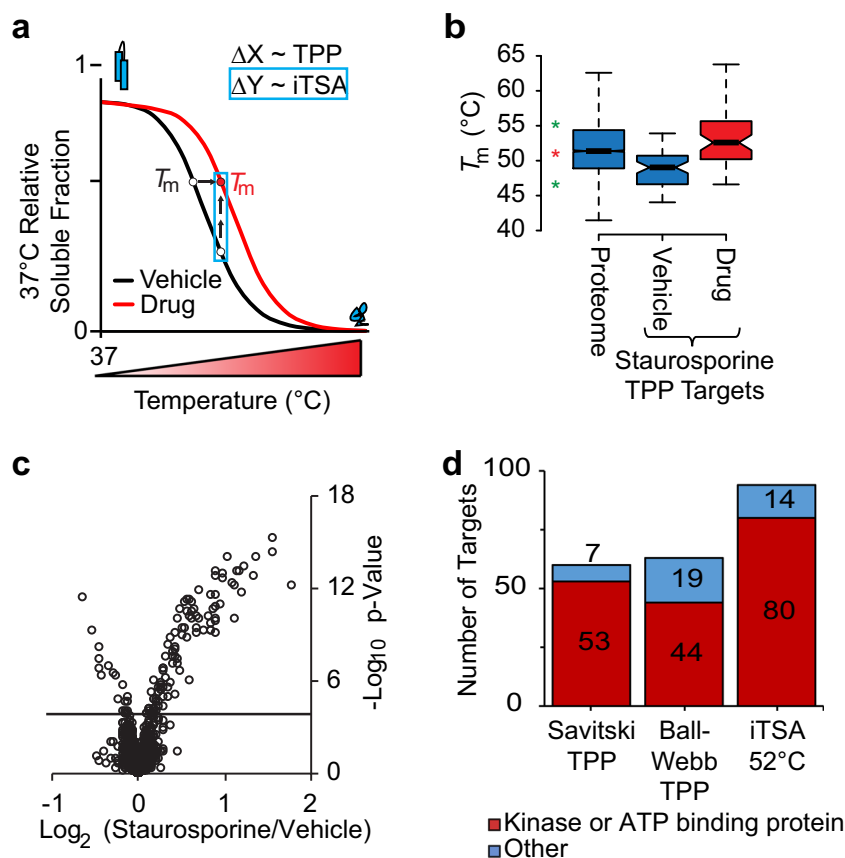 a
ΔX ~ TPP
ΔY ~ iTSA
1
37°C Relative
Soluble Fraction
Tm
Tm
Vehicle
Drug
0
37
Temperature (°C)
b
Tm (°C)
65
60
55
50
45
40
*
*
*
Proteome
Vehicle
Drug
Staurosporine
TPP Targets
c
18
12
6
0
-Log10 p-Value
-1
0
1
2
Log2 (Staurosporine/Vehicle)
d
Number of Targets
100
50
0
7
53
19
44
14
80
Savitski
TPP
Ball-
Webb
TPP
iTSA
52°C
Kinase or ATP binding protein
Other